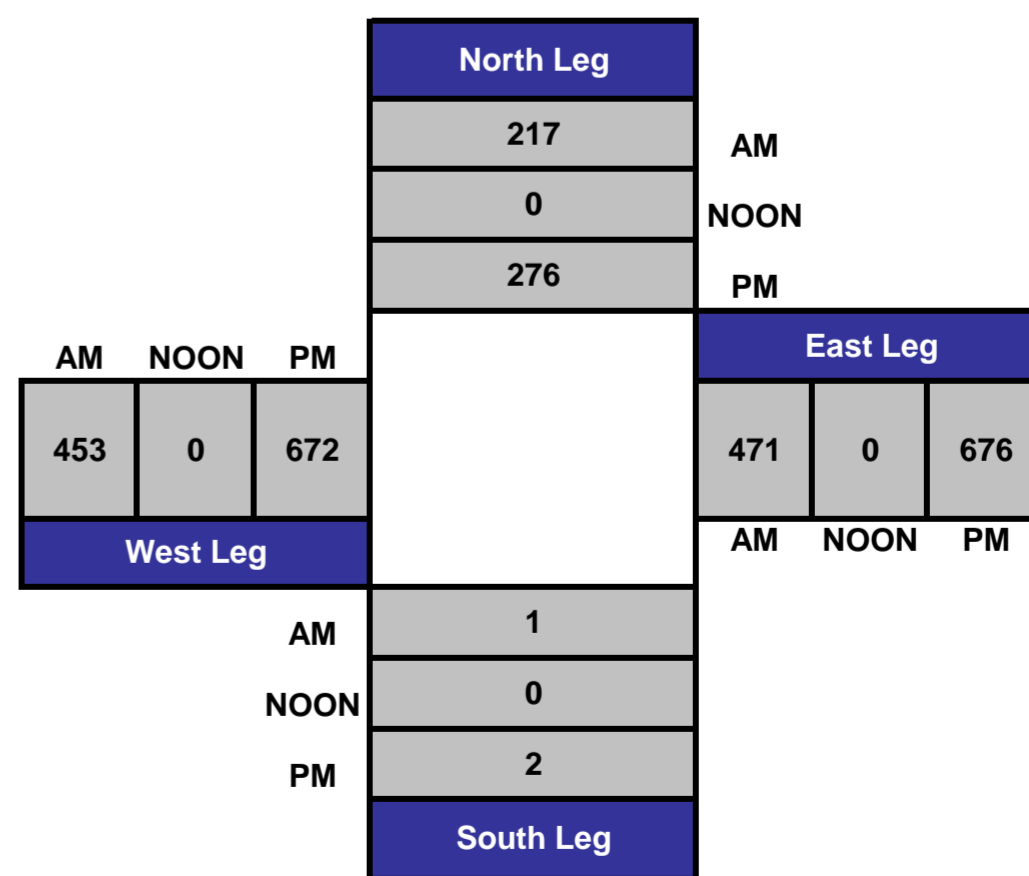 North Leg
217 AM
0 NOON
276 PM
East Leg
AM NOON PM
453 0 672 471 0 676
West Leg AM NOON PM
AM 1
NOON 0
PM 2
South Leg